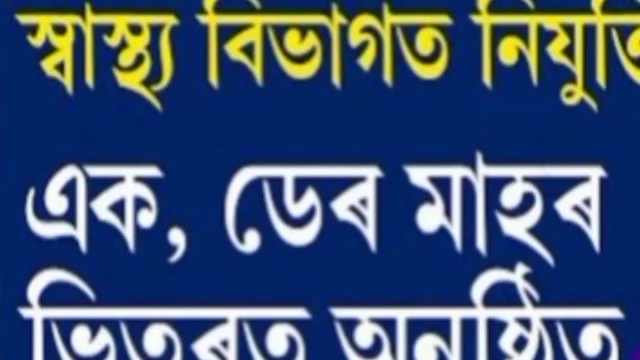 স্বাস্থ্য বিভাগত নিযুতি
এক, ডেৰ মাহৰ
ভিতৰত অনুষ্ঠিত